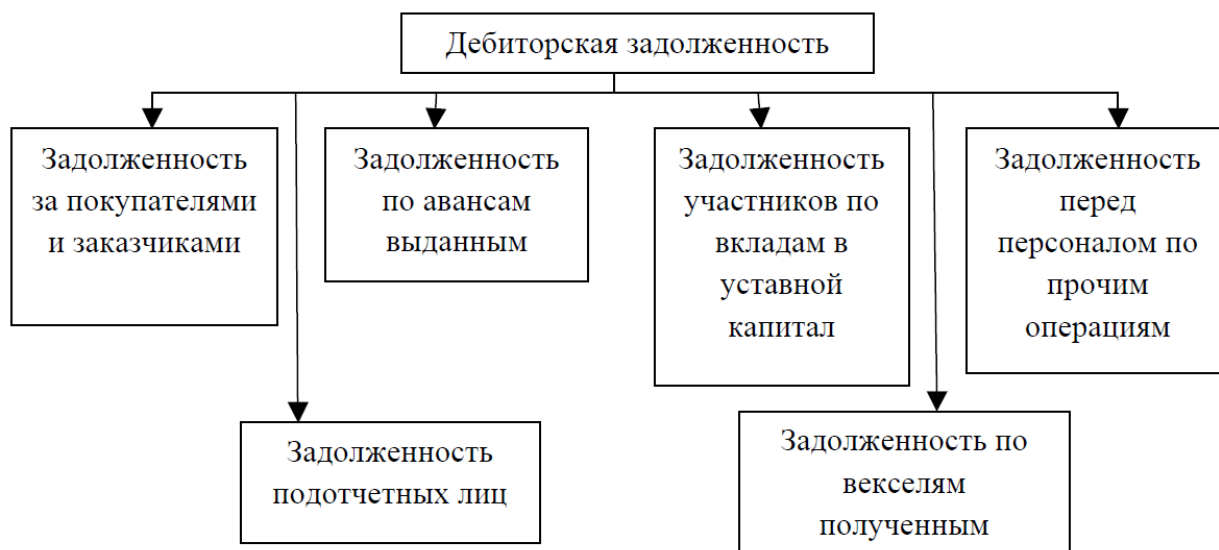 Дебиторская задолженность
Задолженность
за покупателями
и заказчиками
Задолженность
по авансам
выданным
Задолженность
участников по
вкладам в
уставной
капитал
Задолженность
перед
персоналом по
прочим
операциям
Задолженность
подотчетных лиц
Задолженность по
векселям
полученным